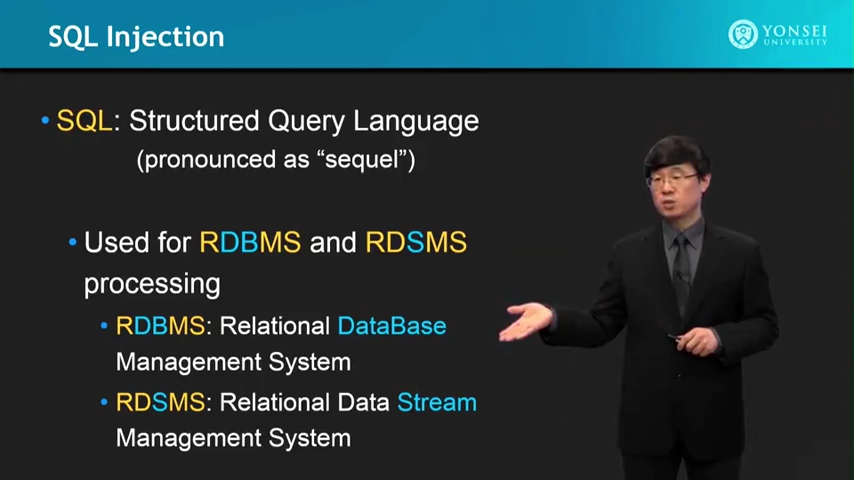 SQL Injection
YONSEI
UNIVERSITY
• SQL: Structured Query Language
(pronounced as “sequel”)
• Used for RDBMS and RDSMS
processing
• RDBMS: Relational DataBase
Management System
• RDSMS: Relational Data Stream
Management System